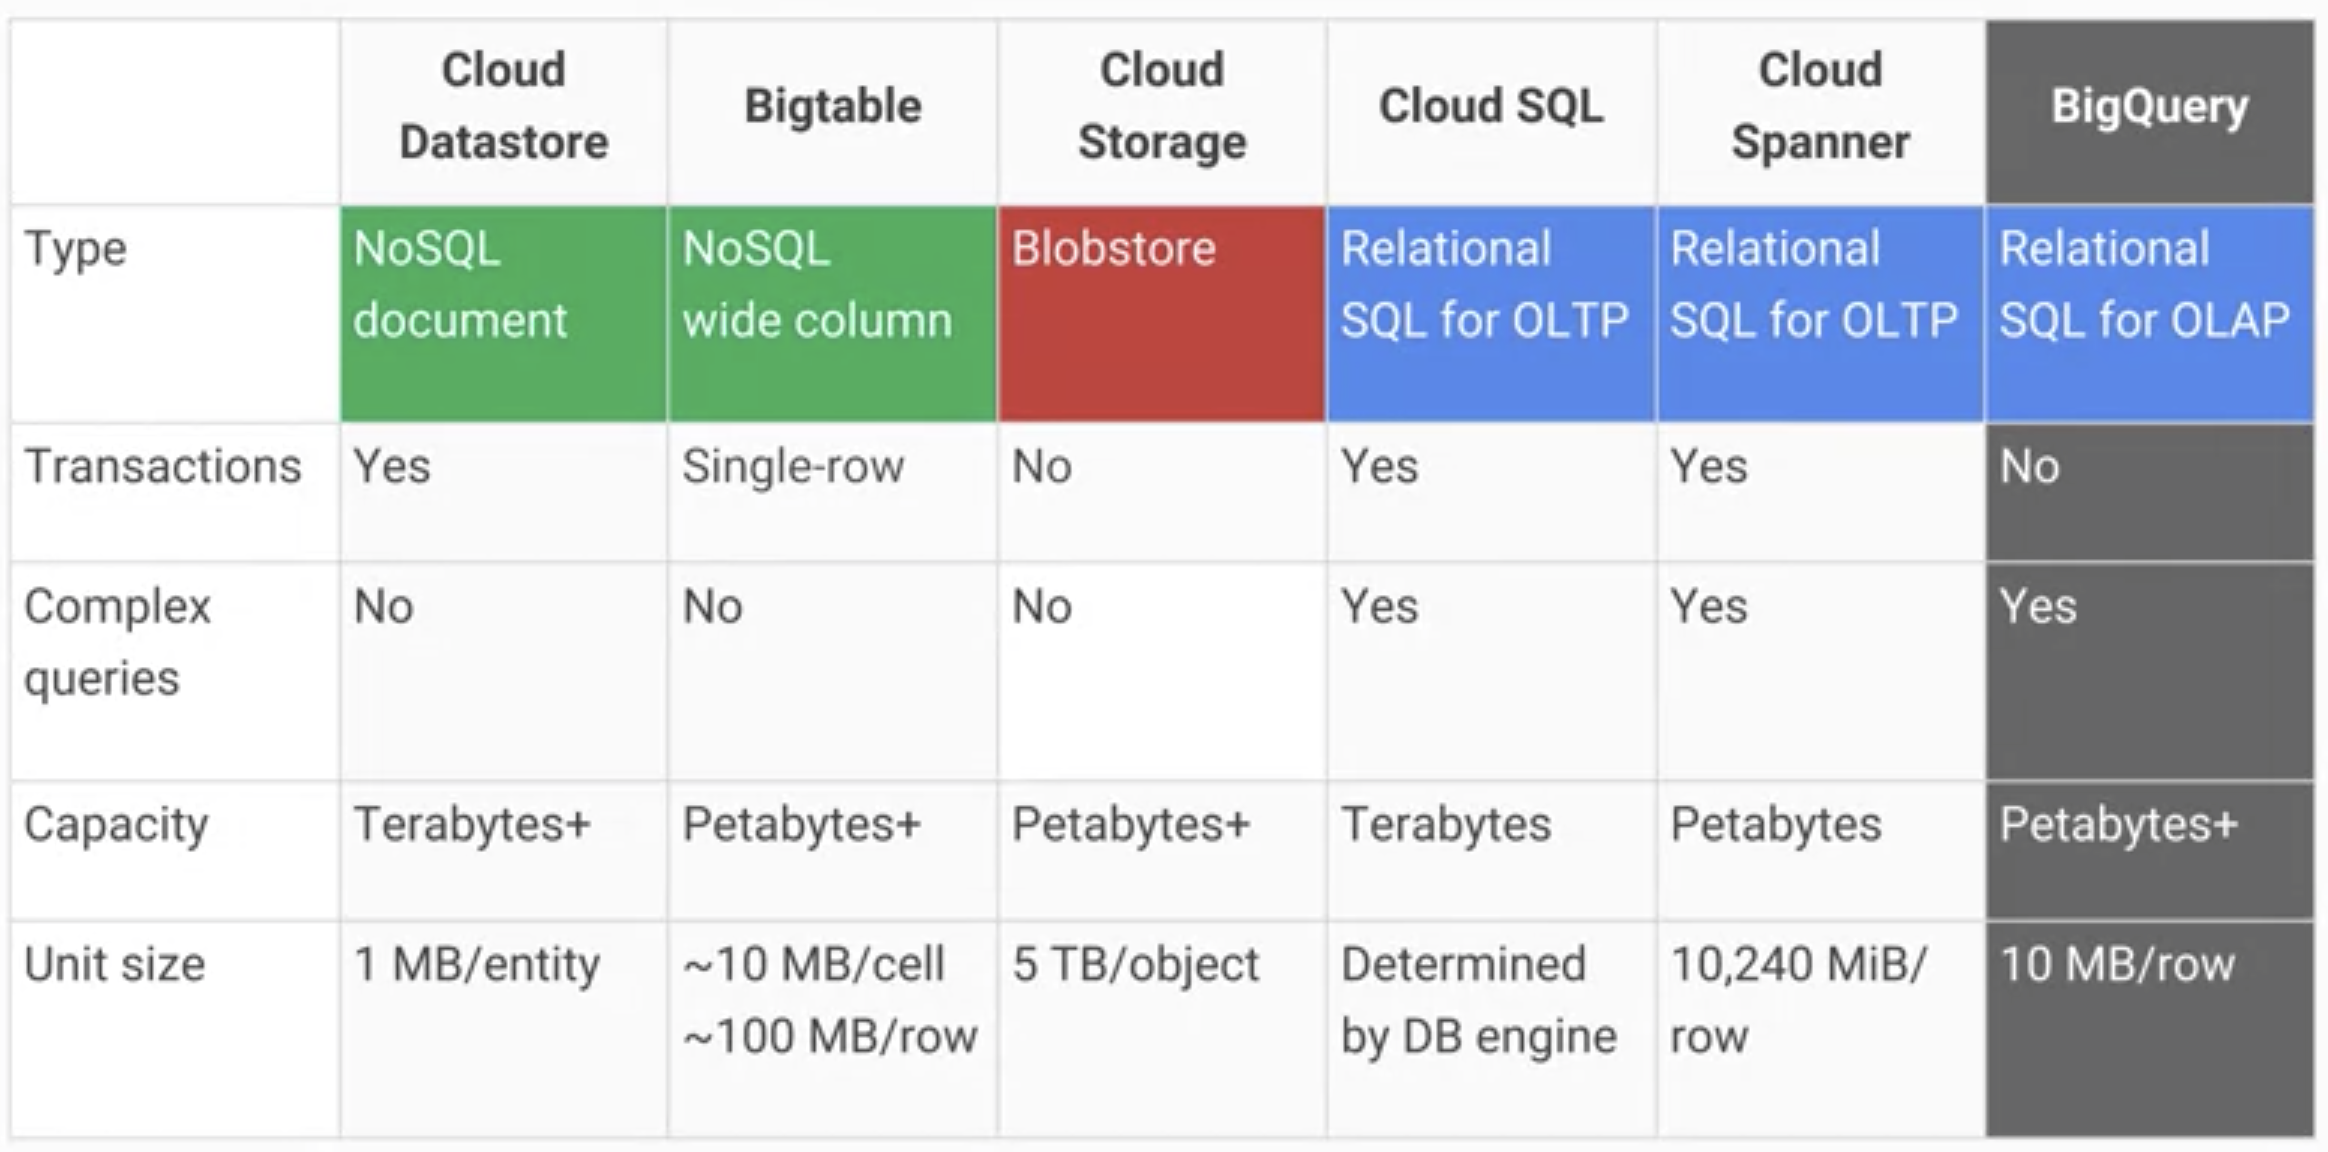 Cloud Datastore Bigtable Cloud Storage Cloud SQL Cloud Spanner BigQuery
Type NoSQL document NoSQL wide column Blobstore Relational SQL for OLTP Relational SQL for OLTP Relational SQL for OLAP
Transactions Yes Single-row No Yes Yes No
Complex queries No No No Yes Yes Yes
Capacity Terabytes+ Petabytes+ Petabytes+ Terabytes Petabytes Petabytes+
Unit size 1 MB/entity ~10 MB/cell ~100 MB/row 5 TB/object Determined by DB engine 10,240 MiB/ row 10 MB/row